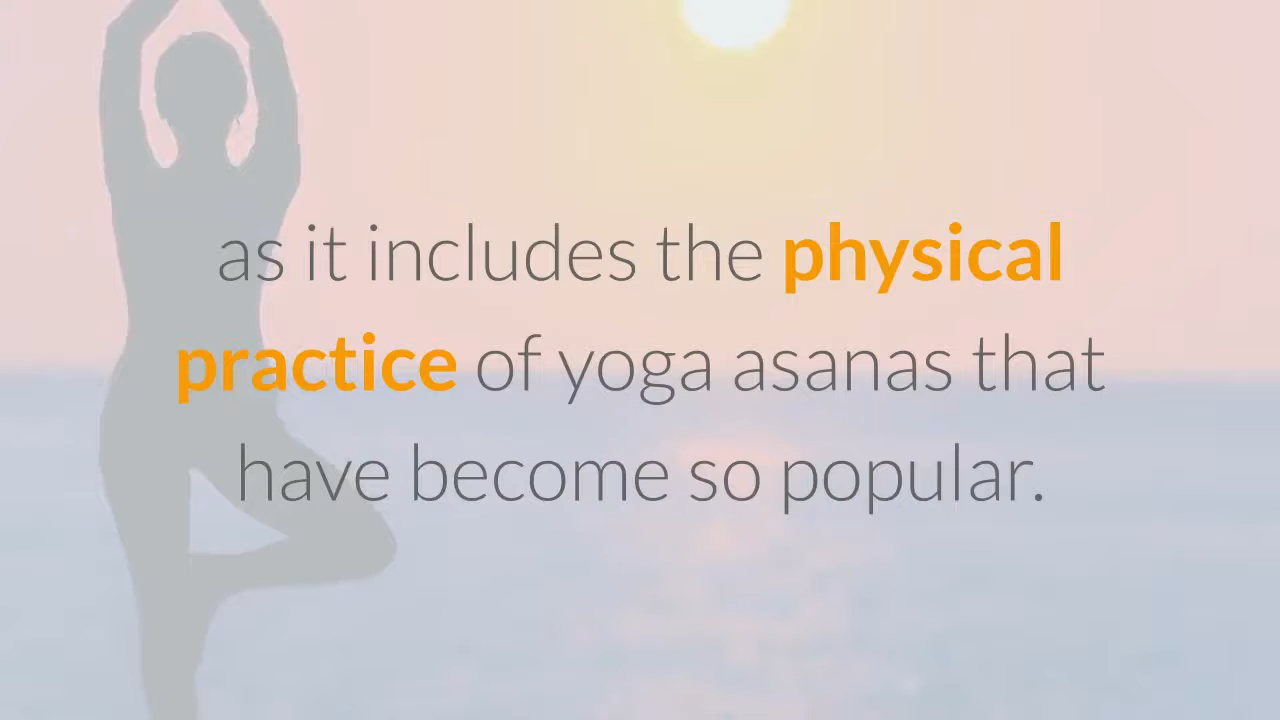 as it includes the physical
practice of yoga asanas that
have become so popular.